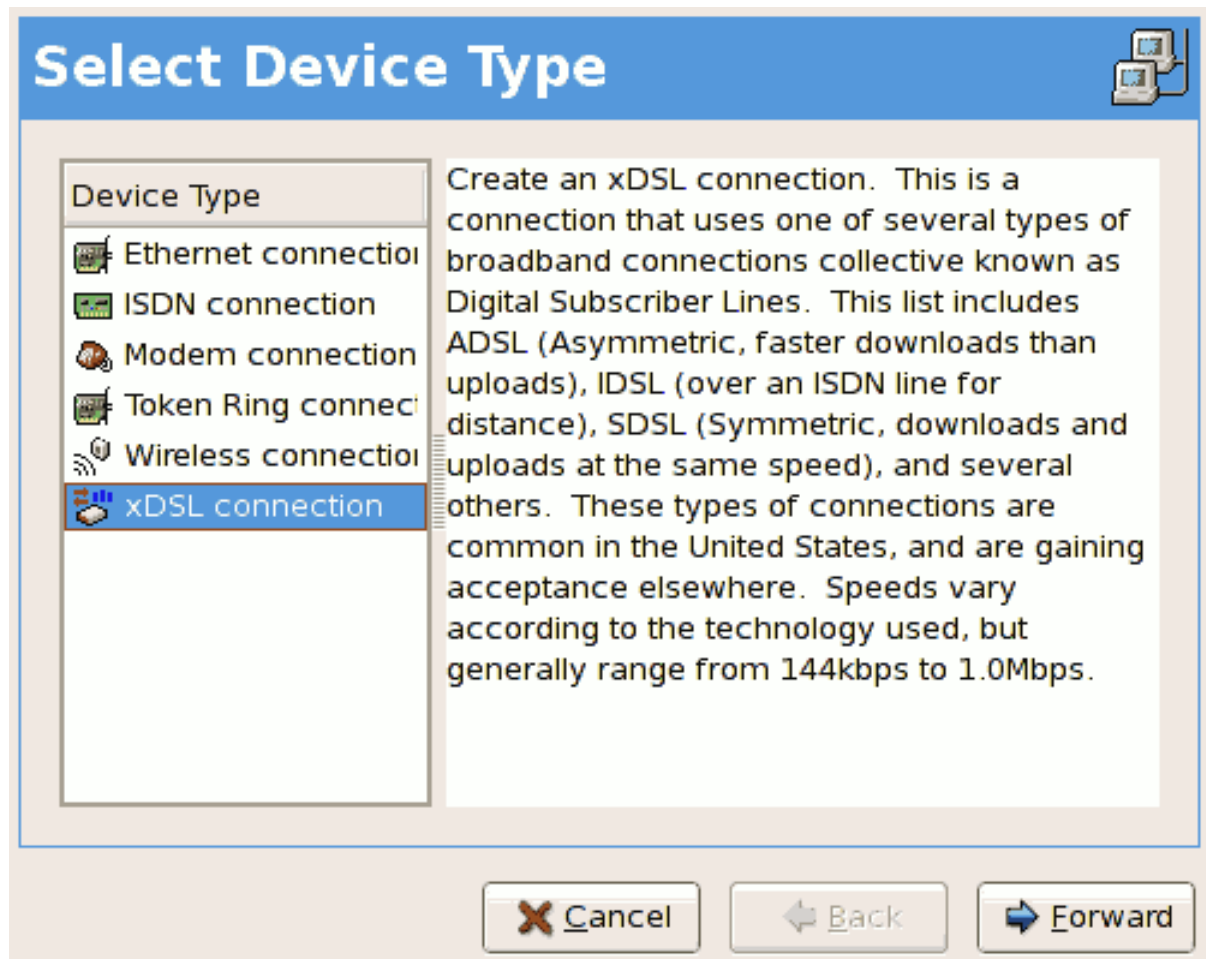 Select Device Type
Device Type
Ethernet connection
ISDN connection
Modem connection
Token Ring connect
Wireless connection
xDSL connection
Create an xDSL connection.  This is a
connection that uses one of several types of
broadband connections collective known as
Digital Subscriber Lines.  This list includes
ADSL (Asymmetric, faster downloads than
uploads), IDSL (over an ISDN line for
distance), SDSL (Symmetric, downloads and
uploads at the same speed), and several
others.  These types of connections are
common in the United States, and are gaining
acceptance elsewhere.  Speeds vary
according to the technology used, but
generally range from 144kbps to 1.0Mbps.
Cancel
Back
Forward